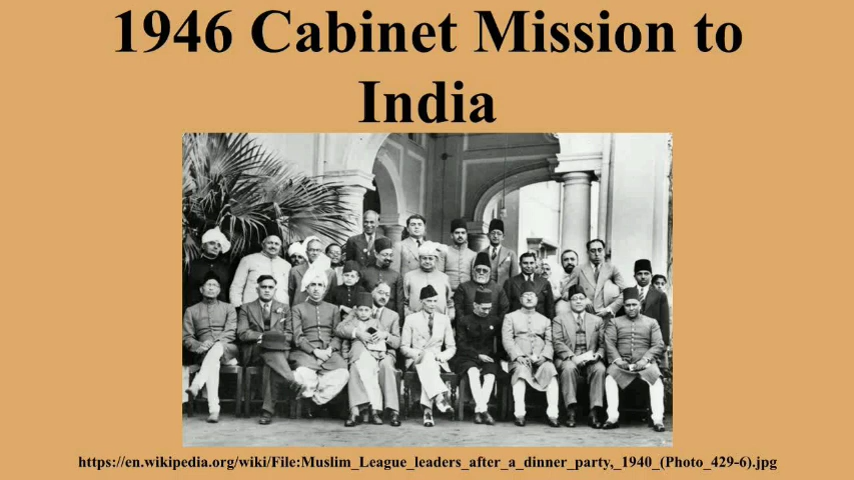 1946 Cabinet Mission to
India
https://en.wikipedia.org/wiki/File:Muslim_League_leaders_after_a_dinner_party,_1940_(Photo_429-6).jpg